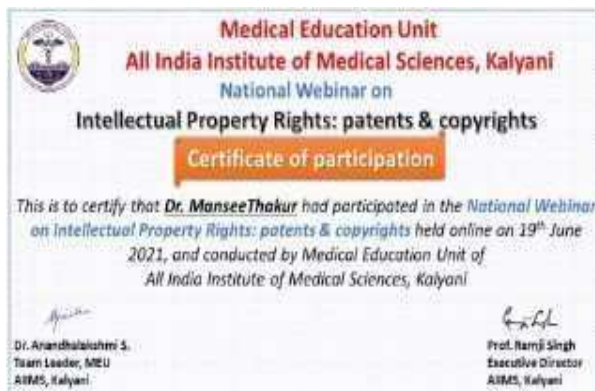 Medical Education Unit
All India Institute of Medical Sciences, Kalyani
National Webinar on
Intellectual Property Rights: patents & copyrights
Certificate of participation
This is to certify that Dr. ManseeThakur had participated in the National Webinar
on Intellectual Property Rights: patents & copyrights held online on 19th June
2021, and conducted by Medical Education Unit of
All India Institute of Medical Sciences, Kalyani
Dr. Anandhalakshmi S.
Team Leader, MEU
AIIMS, Kalyani
Prof. Ramji Singh
Executive Director
AIIMS, Kalyani